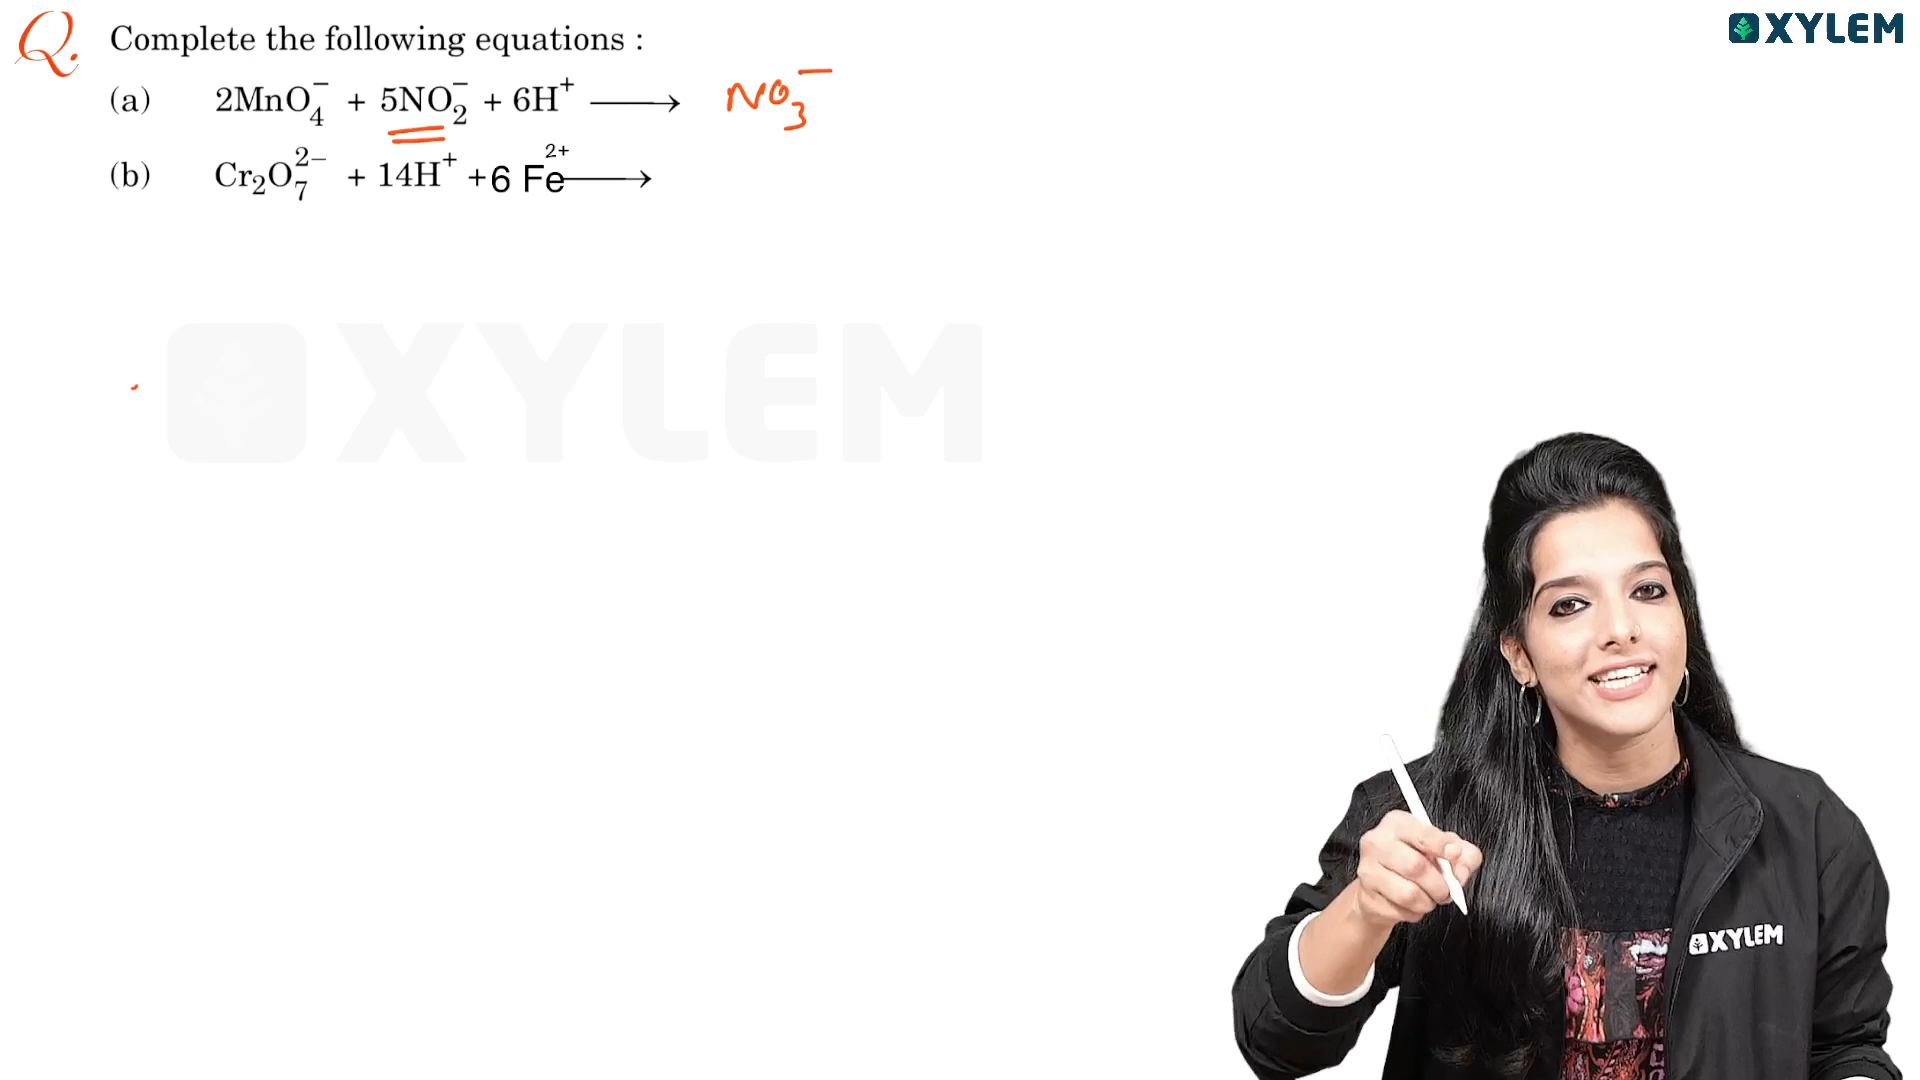 Q. Complete the following equations :
XYLEM
(a) 2MnO₄⁻ + 5NO₂⁻ + 6H⁺ ⟶ NO₃⁻
(b) Cr₂O₇²⁻ + 14H⁺ + 6 Fe²⁺ ⟶
XYLEM
XYLEM